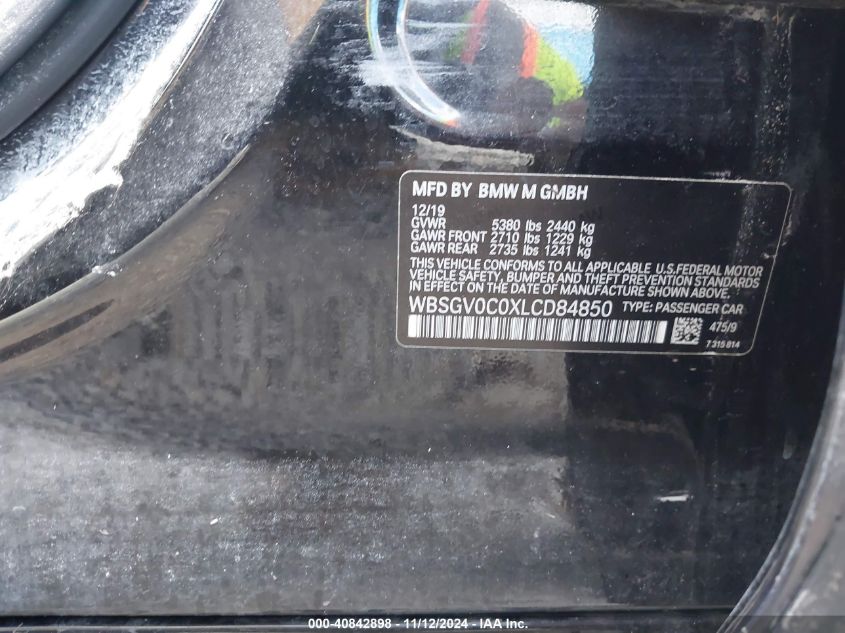 MFD BY BMW M GMBH
12/19
GVWR 5380 lbs 2440 kg
GAWR FRONT 2710 lbs 1229 kg
GAWR REAR 2735 lbs 1241 kg
THIS VEHICLE CONFORMS TO ALL APPLICABLE U.S.FEDERAL MOTOR
VEHICLE SAFETY, BUMPER AND THEFT PREVENTION STANDARDS
IN EFFECT ON THE DATE OF MANUFACTURE SHOWN ABOVE.
WBSGV0C0XLCD84850 TYPE: PASSENGER CAR
475/9
7 315 814
000-40842898 - 11/12/2024 - IAA Inc.